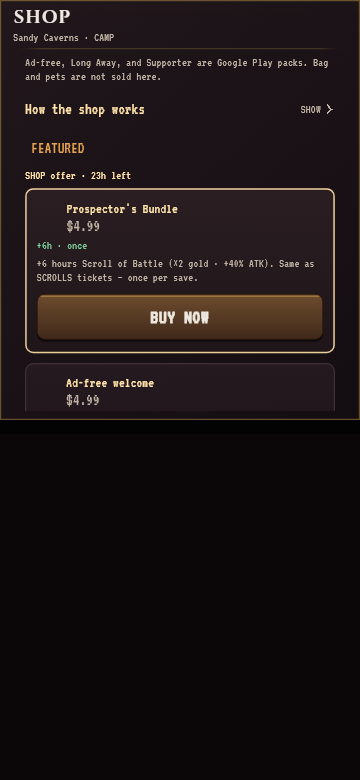 SHOP
Sandy Caverns · CAMP
Ad-free, Long Away, and Supporter are Google Play packs. Bag
and pets are not sold here.
How the shop works
SHOW
FEATURED
SHOP offer · 23h left
Prospector's Bundle
$4.99
+6h · once
+6 hours Scroll of Battle (×2 gold · +40% ATK). Same as
SCROLLS tickets — once per save.
BUY NOW
Ad-free welcome
$4.99